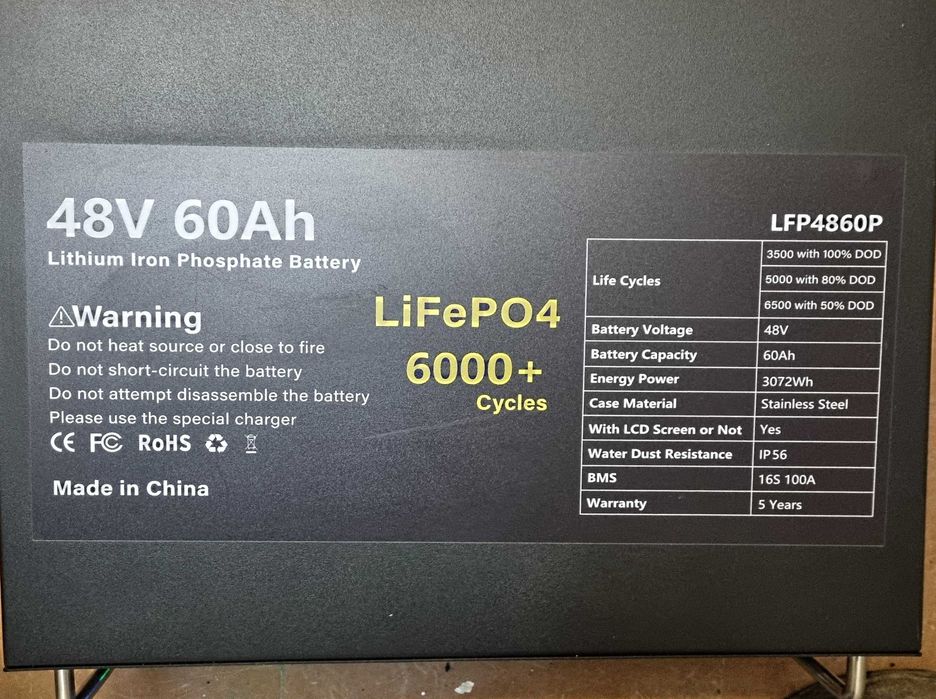 48V 60Ah
Lithium Iron Phosphate Battery
Warning
Do not heat source or close to fire
Do not short-circuit the battery
Do not attempt disassemble the battery
Please use the special charger
CE FC RoHS
Made in China
LiFePO4
6000+
Cycles
LFP4860P
Life Cycles
3500 with 100% DOD
5000 with 80% DOD
6500 with 50% DOD
Battery Voltage 48V
Battery Capacity 60Ah
Energy Power 3072Wh
Case Material Stainless Steel
With LCD Screen or Not Yes
Water Dust Resistance IP56
BMS 16S 100A
Warranty 5 Years